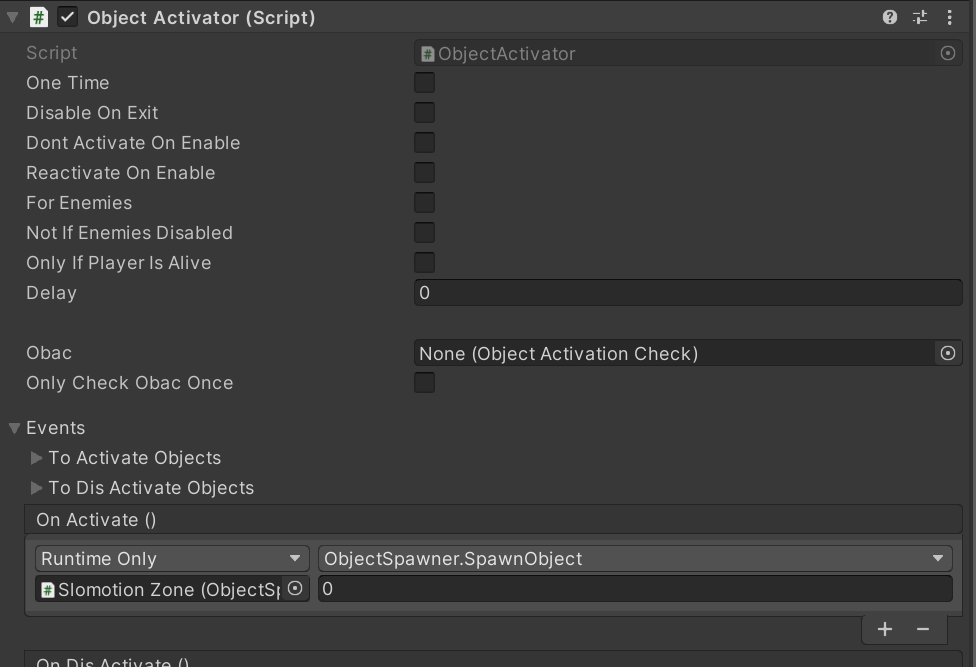 Object Activator (Script)
Script ObjectActivator
One Time
Disable On Exit
Dont Activate On Enable
Reactivate On Enable
For Enemies
Not If Enemies Disabled
Only If Player Is Alive
Delay 0
Obac None (Object Activation Check)
Only Check Obac Once
Events
To Activate Objects
To Dis Activate Objects
On Activate ()
Runtime Only ObjectSpawner.SpawnObject
Slomotion Zone (ObjectSp 0
On Dis Activate ()